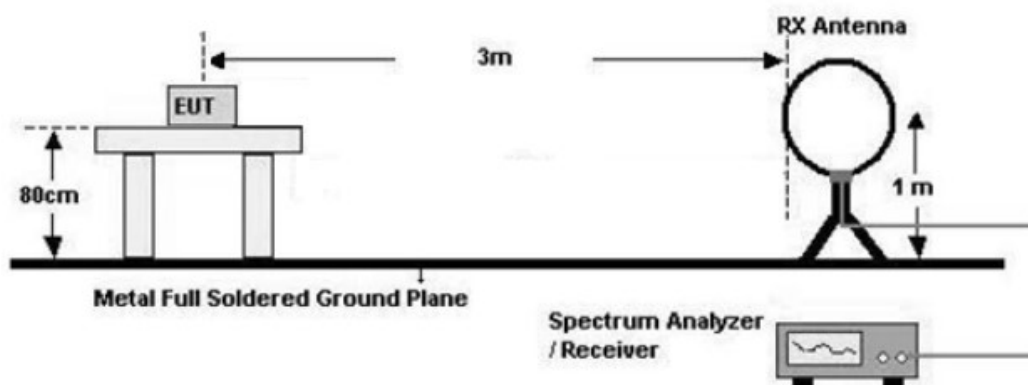 RX Antenna
3m
EUT
80cm
1 m
Metal Full Soldered Ground Plane
Spectrum Analyzer
/ Receiver